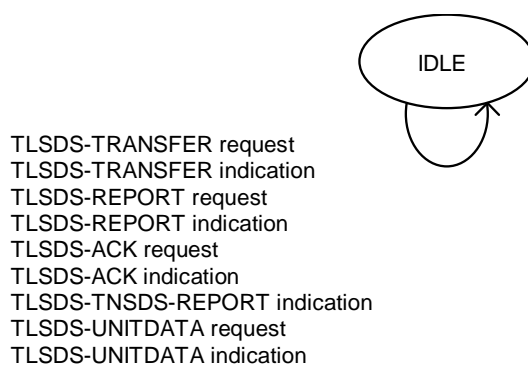 IDLE
TLSDS-TRANSFER request
TLSDS-TRANSFER indication
TLSDS-REPORT request
TLSDS-REPORT indication
TLSDS-ACK request
TLSDS-ACK indication
TLSDS-TNSDS-REPORT indication
TLSDS-UNITDATA request
TLSDS-UNITDATA indication